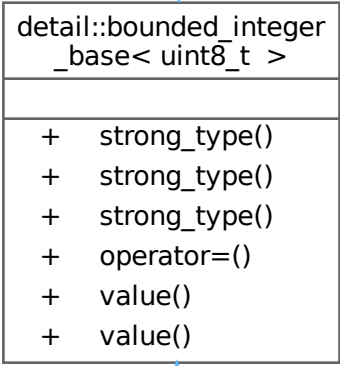 detail::bounded_integer
_base< uint8_t >
+ strong_type()
+ strong_type()
+ strong_type()
+ operator=()
+ value()
+ value()